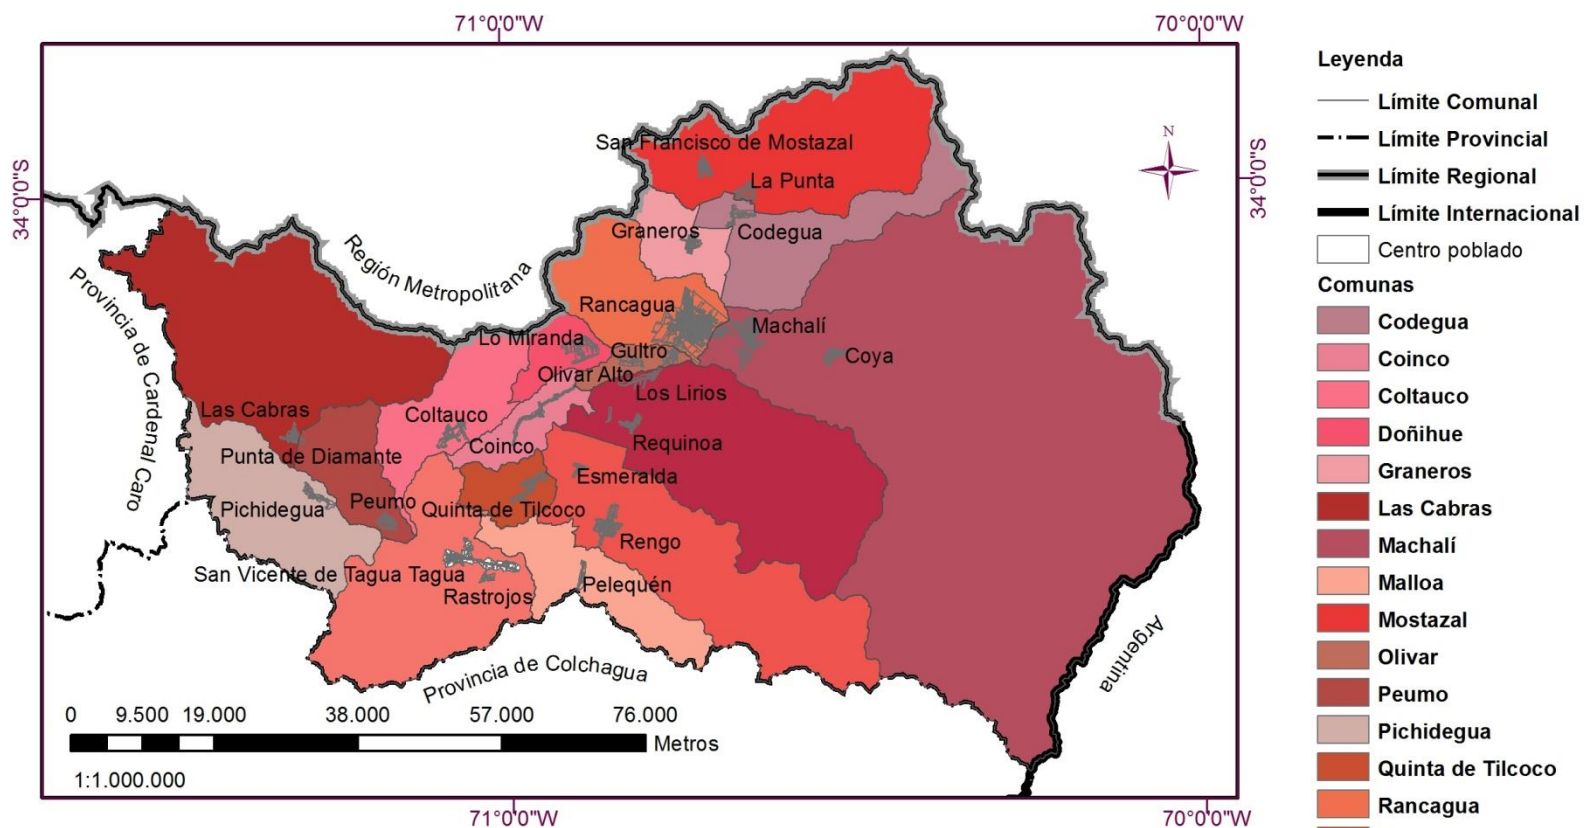 71°0'0"W
70°0'0"W
34°0'0"S
34°0'0"S
N
San Francisco de Mostazal
La Punta
Graneros
Codegua
Región Metropolitana
Rancagua
Machalí
Lo Miranda
Gultro
Coya
Olivar Alto
Los Lirios
Provincia de Cardenal Caro
Las Cabras
Coltauco
Coinco
Requinoa
Punta de Diamante
Esmeralda
Pichidegua
Peumo
Quinta de Tilcoco
Rengo
San Vicente de Tagua Tagua
Rastrojos
Pelequén
Provincia de Colchagua
Argentina
0 9.500 19.000 38.000 57.000 76.000
Metros
1:1.000.000
71°0'0"W
70°0'0"W
Leyenda
Límite Comunal
Límite Provincial
Límite Regional
Límite Internacional
Centro poblado
Comunas
Codegua
Coinco
Coltauco
Doñihue
Graneros
Las Cabras
Machalí
Malloa
Mostazal
Olivar
Peumo
Pichidegua
Quinta de Tilcoco
Rancagua